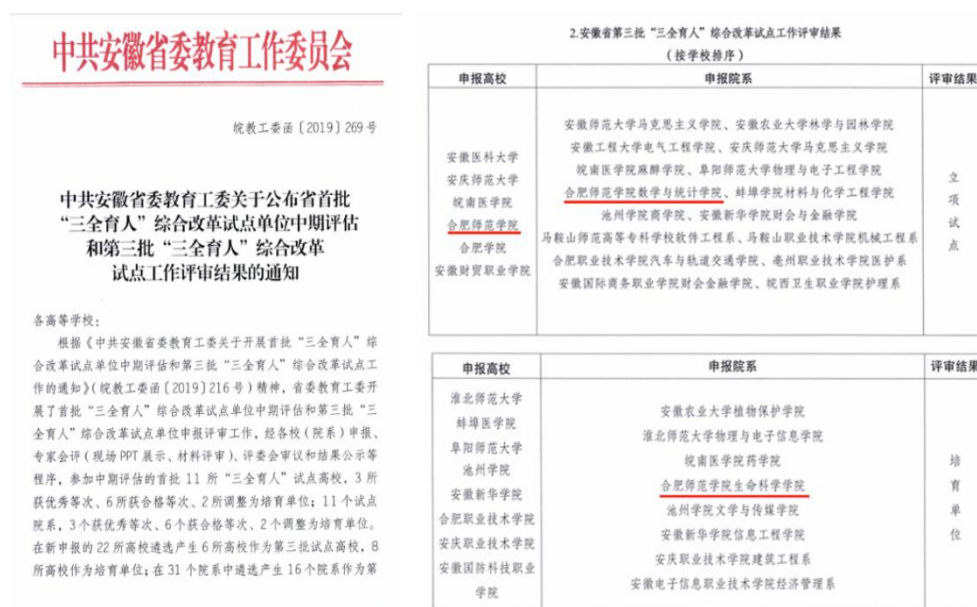 中共安徽省委教育工作委员会
皖教工委函〔2019〕269号
中共安徽省委教育工委关于公布省首批
“三全育人”综合改革试点单位中期评估
和第三批“三全育人”综合改革
试点工作评审结果的通知
各高等学校：
根据《中共安徽省委教育工委关于开展首批“三全育人”综
合改革试点单位中期评估和第三批“三全育人”综合改革试点工
作的通知》（皖教工委函〔2019〕216号）精神，省委教育工委开
展了首批“三全育人”综合改革试点单位中期评估和第三批“三
全育人”综合改革试点单位申报评审工作，经各校（院系）申报、
专家会评（现场PPT展示、材料评审）、评委会审议和结果公示等
程序，参加中期评估的首批11所“三全育人”试点高校，3所
获优秀等次、6所获合格等次、2所调整为培育单位；11个试点
院系，3个获优秀等次、6个获合格等次、2个调整为培育单位。
在新申报的22所高校遴选产生6所高校作为第三批试点高校，8
所高校作为培育单位；在31个院系中遴选产生16个院系作为第
2.安徽省第三批“三全育人”综合改革试点工作评审结果
（按学校排序）
申报高校 申报院系 评审结果
安徽医科大学
安庆师范大学
皖南医学院
合肥师范学院
合肥学院
安徽财贸职业学院
安徽师范大学马克思主义学院、安徽农业大学林学与园林学院
安徽工程大学电气工程学院、安庆师范大学马克思主义学院
皖南医学院麻醉学院、阜阳师范大学物理与电子工程学院
合肥师范学院数学与统计学院、蚌埠学院材料与化学工程学院
池州学院商学院、安徽新华学院财会与金融学院
马鞍山师范高等专科学校软件工程系、马鞍山职业技术学院机械工程系
合肥职业技术学院汽车与轨道交通学院、亳州职业技术学院医护系
安徽国际商务职业学院财会金融学院、皖西卫生职业学院护理系
立
项
试
点
申报高校 申报院系 评审结果
淮北师范大学
蚌埠医学院
阜阳师范大学
池州学院
安徽新华学院
合肥职业技术学院
安庆职业技术学院
安徽国防科技职业
学院
安徽农业大学植物保护学院
淮北师范大学物理与电子信息学院
皖南医学院药学院
合肥师范学院生命科学学院
池州学院文学与传媒学院
安徽新华学院信息工程学院
安庆职业技术学院建筑工程系
安徽电子信息职业技术学院经济管理系
培
育
单
位